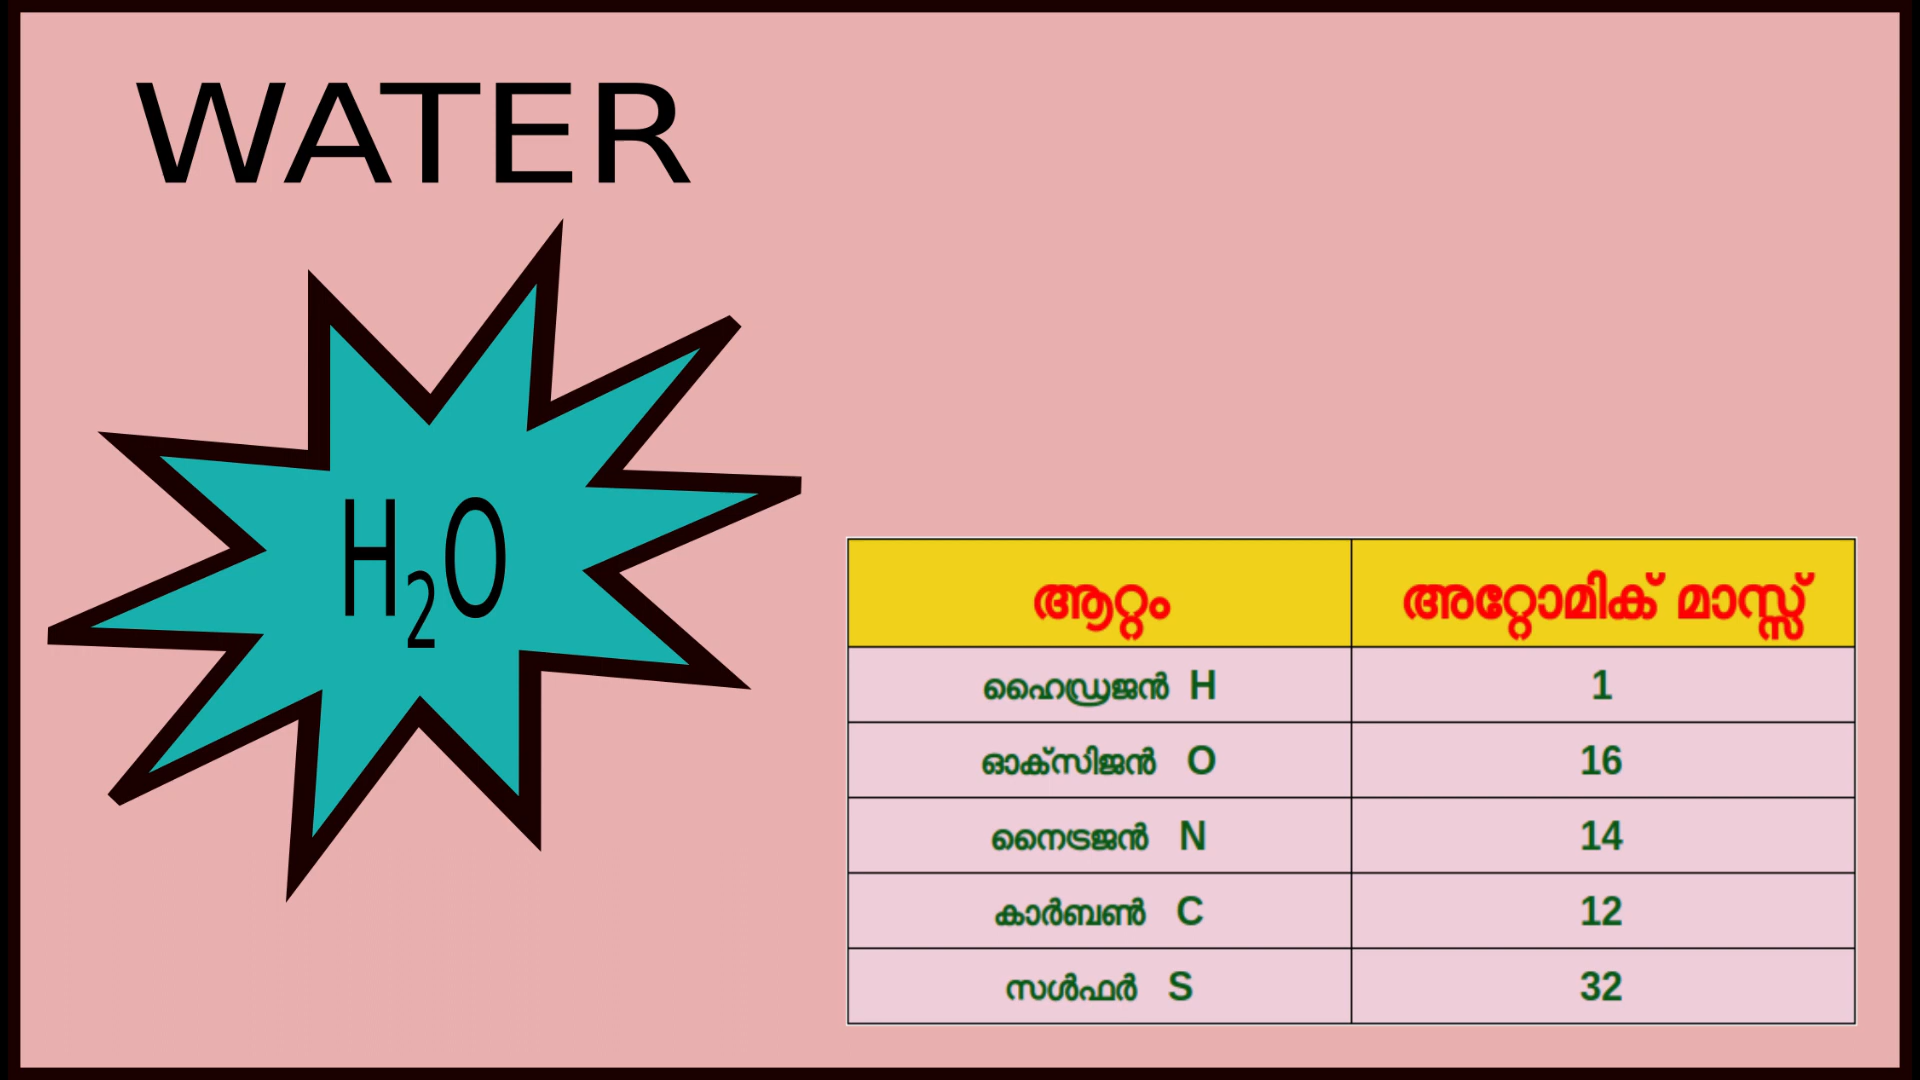 WATER
H₂O
ആറ്റം അറ്റോമിക് മാസ്സ്
ഹൈഡ്രജൻ H 1
ഓക്സിജൻ O 16
നൈട്രജൻ N 14
കാർബൺ C 12
സൾഫർ S 32